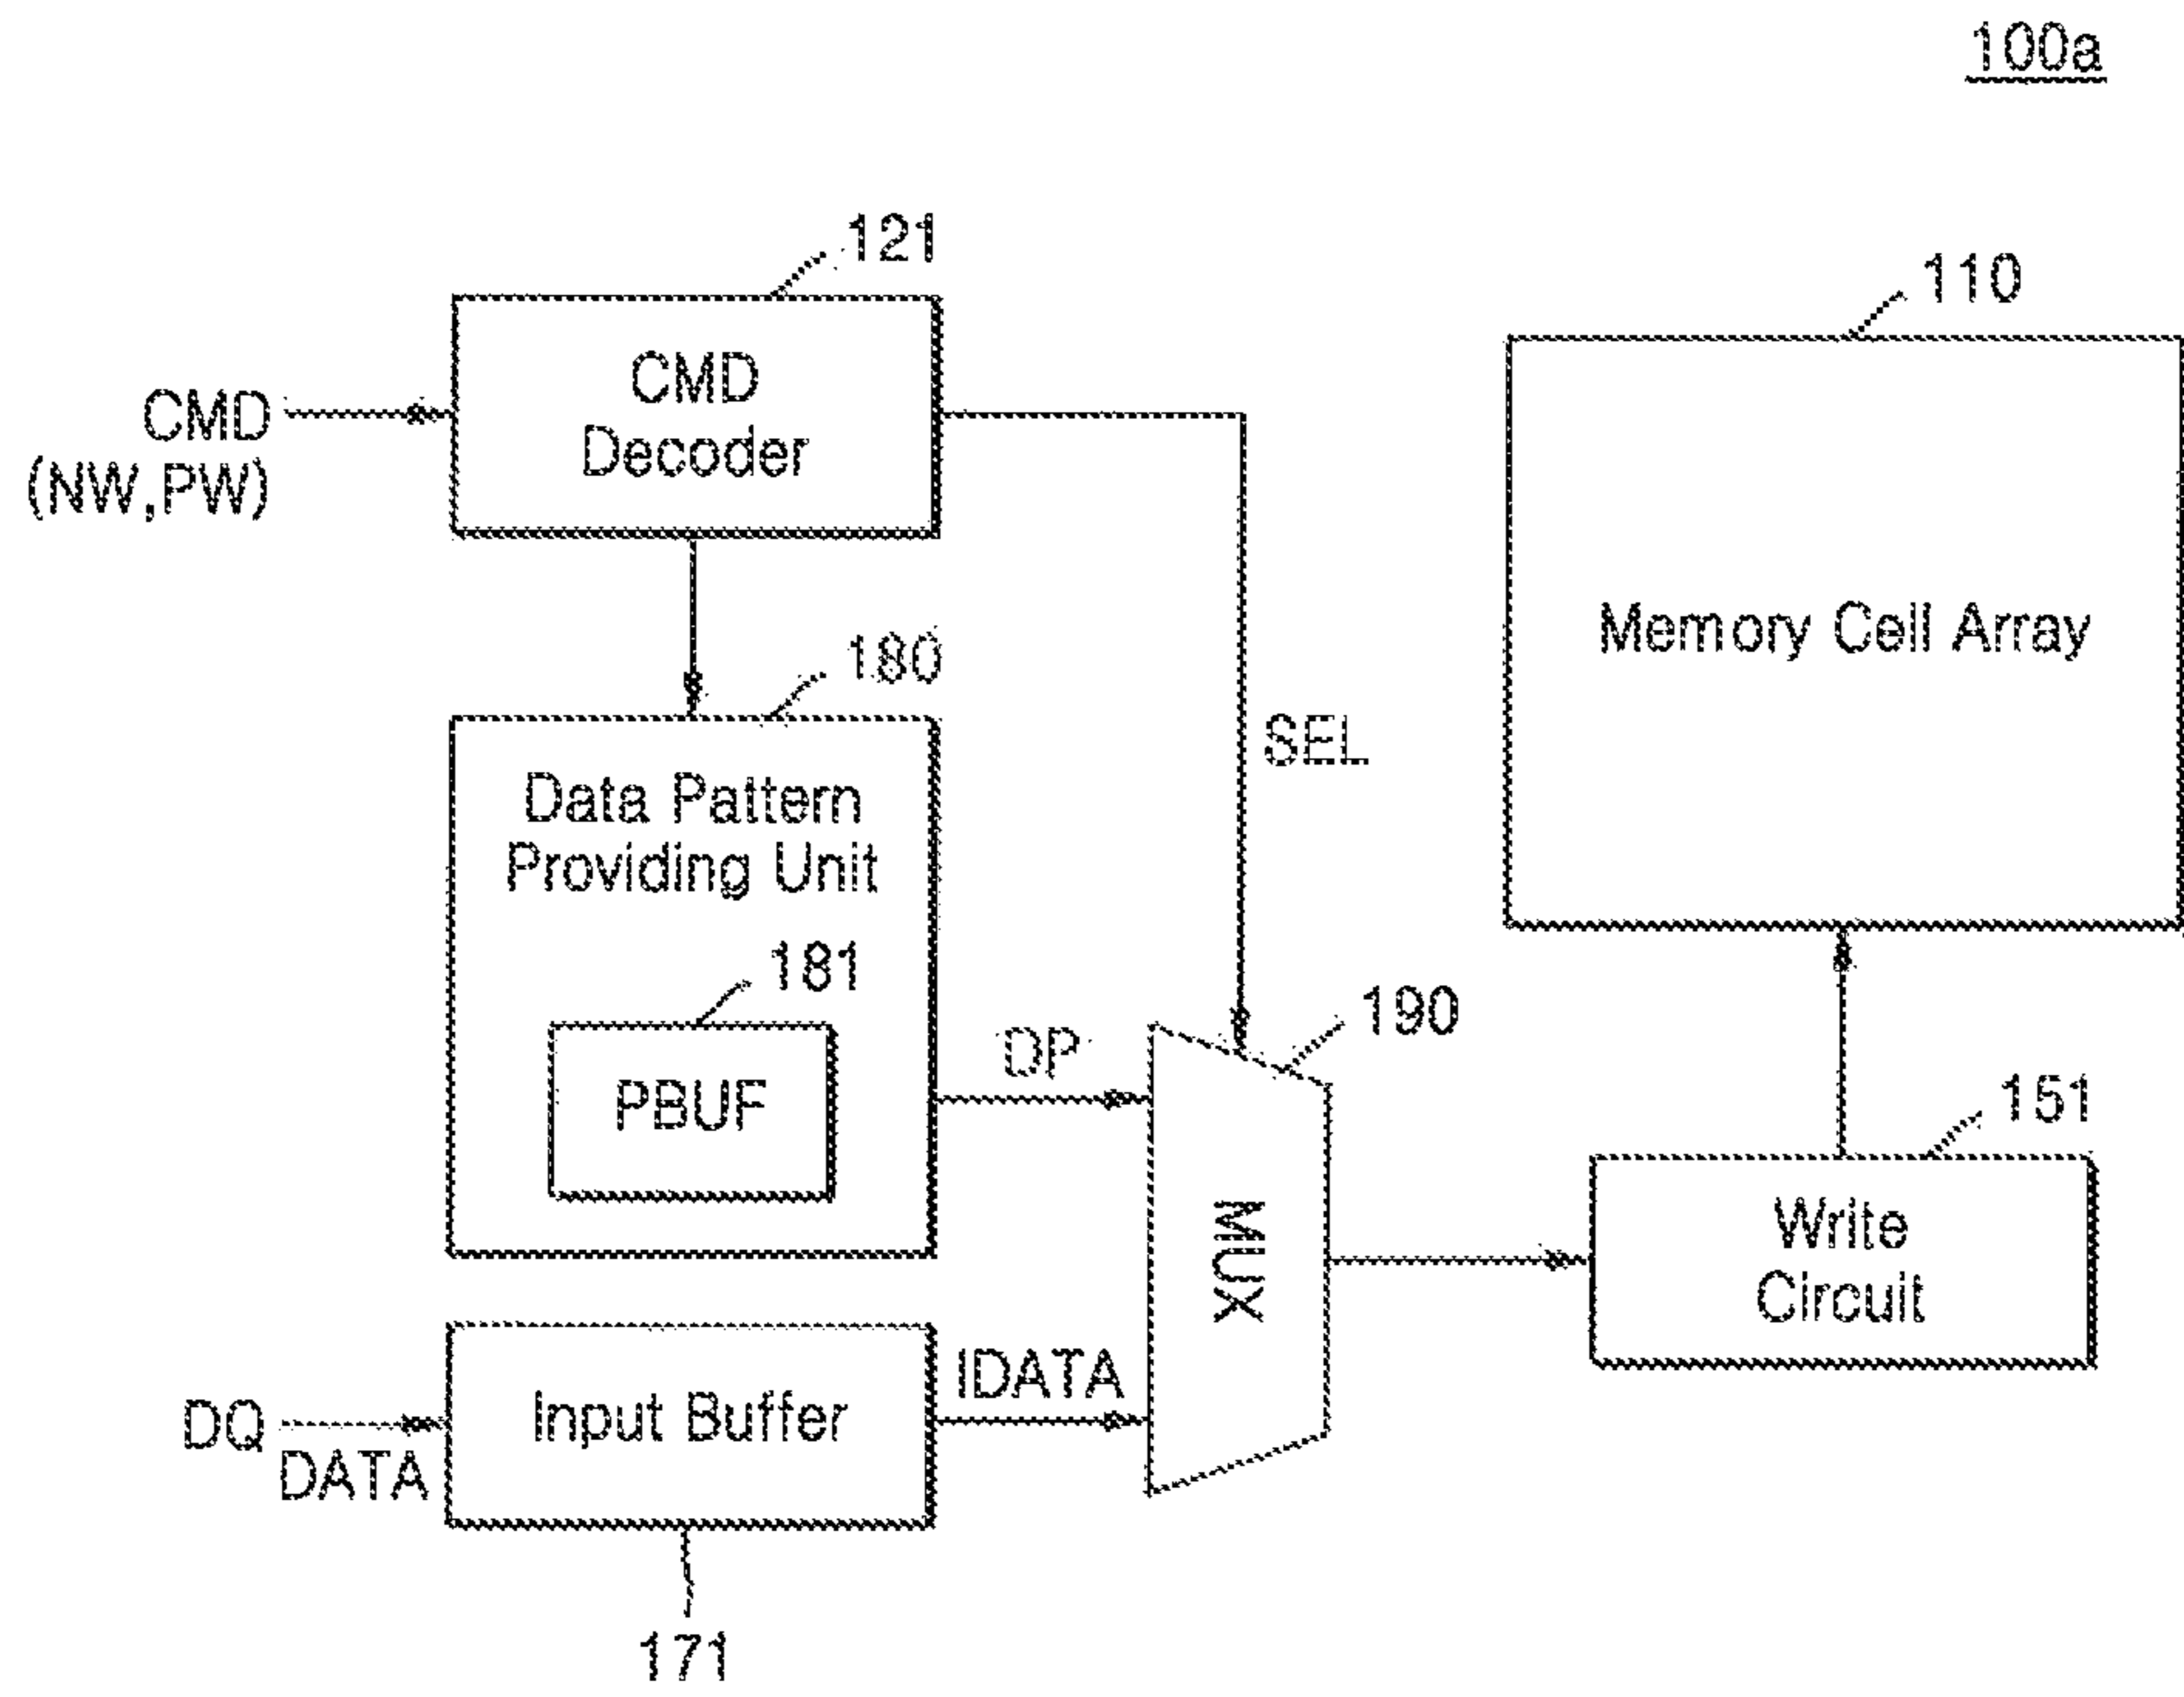 100a
121
110
CMD
(NW,PW)
CMD
Decoder
180
SEL
Memory Cell Array
Data Pattern
Providing Unit
181
PBUF
DP
190
151
MUX
Write
Circuit
DQ
DATA
Input Buffer
IDATA
171